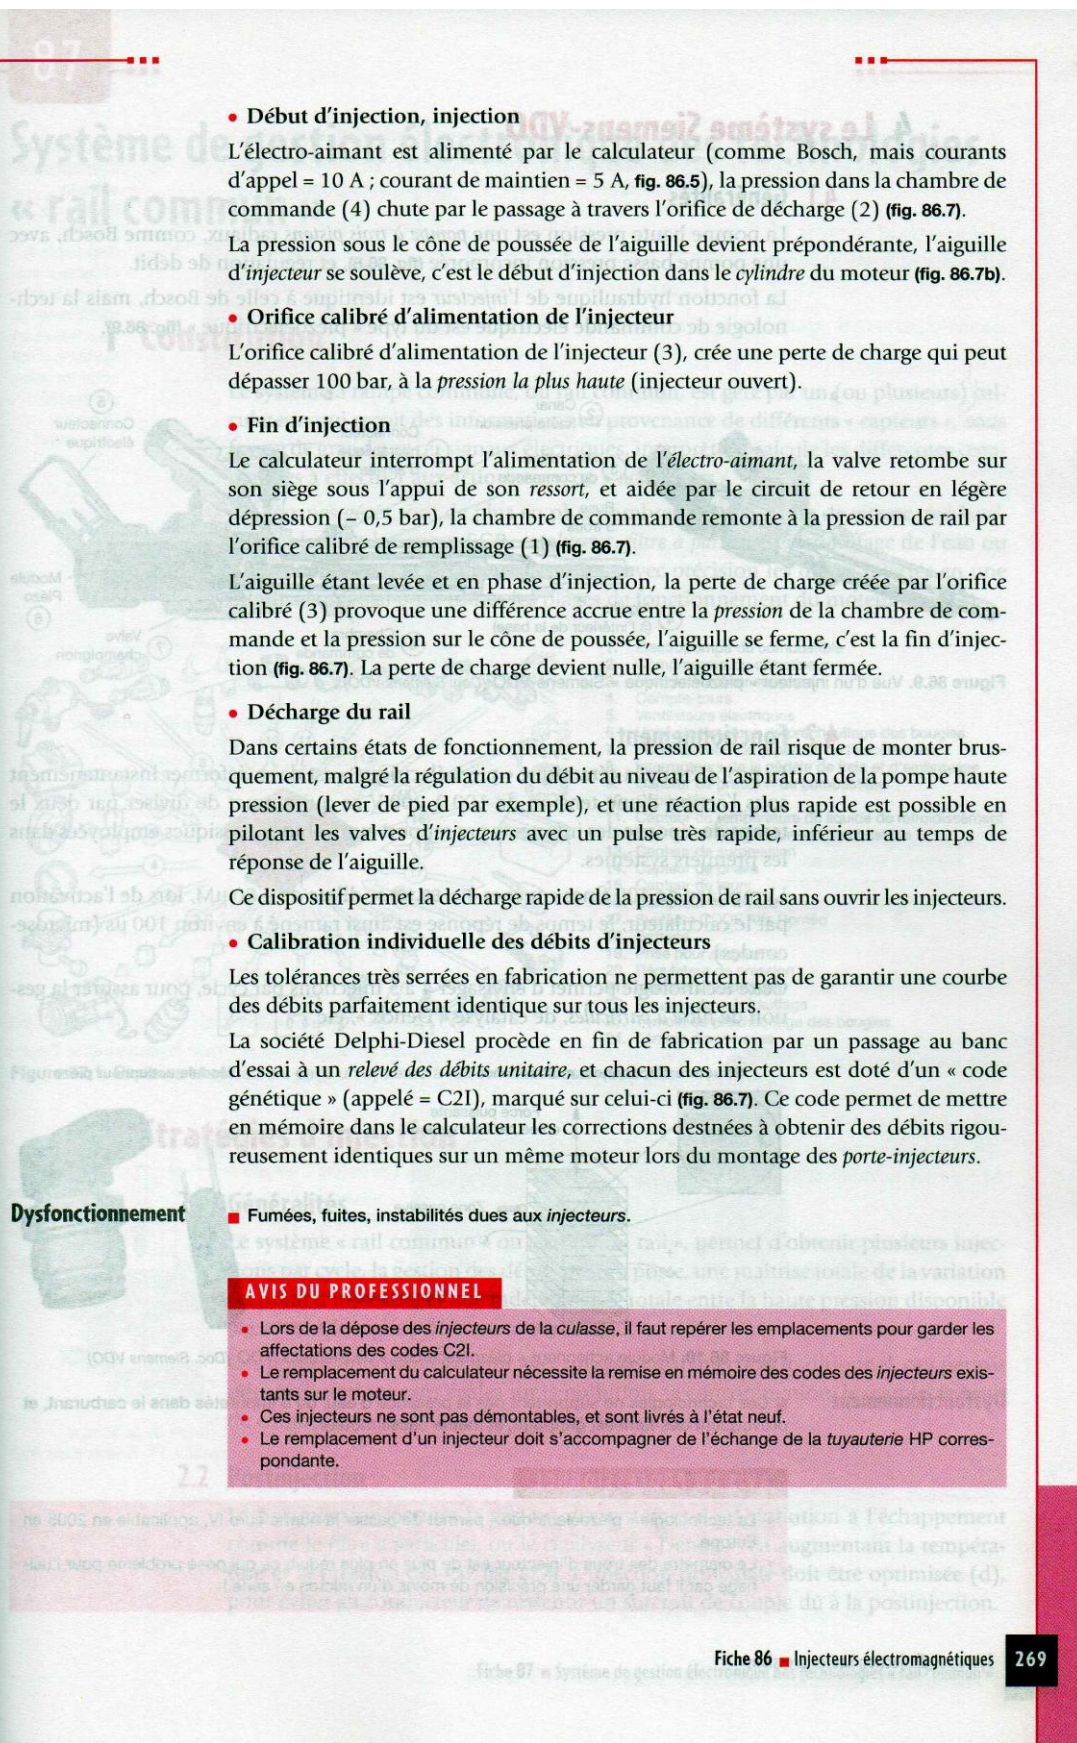 • Début d'injection, injection
L'électro-aimant est alimenté par le calculateur (comme Bosch, mais courants
d'appel = 10 A ; courant de maintien = 5 A, fig. 86.5), la pression dans la chambre de
commande (4) chute par le passage à travers l'orifice de décharge (2) (fig. 86.7).
La pression sous le cône de poussée de l'aiguille devient prépondérante, l'aiguille
d'injecteur se soulève, c'est le début d'injection dans le cylindre du moteur (fig. 86.7b).
• Orifice calibré d'alimentation de l'injecteur
L'orifice calibré d'alimentation de l'injecteur (3), crée une perte de charge qui peut
dépasser 100 bar, à la pression la plus haute (injecteur ouvert).
• Fin d'injection
Le calculateur interrompt l'alimentation de l'électro-aimant, la valve retombe sur
son siège sous l'appui de son ressort, et aidée par le circuit de retour en légère
dépression (– 0,5 bar), la chambre de commande remonte à la pression de rail par
l'orifice calibré de remplissage (1) (fig. 86.7).
L'aiguille étant levée et en phase d'injection, la perte de charge créée par l'orifice
calibré (3) provoque une différence accrue entre la pression de la chambre de com-
mande et la pression sur le cône de poussée, l'aiguille se ferme, c'est la fin d'injec-
tion (fig. 86.7). La perte de charge devient nulle, l'aiguille étant fermée.
• Décharge du rail
Dans certains états de fonctionnement, la pression de rail risque de monter brus-
quement, malgré la régulation du débit au niveau de l'aspiration de la pompe haute
pression (lever de pied par exemple), et une réaction plus rapide est possible en
pilotant les valves d'injecteurs avec un pulse très rapide, inférieur au temps de
réponse de l'aiguille.
Ce dispositif permet la décharge rapide de la pression de rail sans ouvrir les injecteurs.
• Calibration individuelle des débits d'injecteurs
Les tolérances très serrées en fabrication ne permettent pas de garantir une courbe
des débits parfaitement identique sur tous les injecteurs.
La société Delphi-Diesel procède en fin de fabrication par un passage au banc
d'essai à un relevé des débits unitaire, et chacun des injecteurs est doté d'un « code
génétique » (appelé = C2I), marqué sur celui-ci (fig. 86.7). Ce code permet de mettre
en mémoire dans le calculateur les corrections destnées à obtenir des débits rigou-
reusement identiques sur un même moteur lors du montage des porte-injecteurs.
Dysfonctionnement
■ Fumées, fuites, instabilités dues aux injecteurs.
AVIS DU PROFESSIONNEL
• Lors de la dépose des injecteurs de la culasse, il faut repérer les emplacements pour garder les
affectations des codes C2I.
• Le remplacement du calculateur nécessite la remise en mémoire des codes des injecteurs exis-
tants sur le moteur.
• Ces injecteurs ne sont pas démontables, et sont livrés à l'état neuf.
• Le remplacement d'un injecteur doit s'accompagner de l'échange de la tuyauterie HP corres-
pondante.
Fiche 86 ■ Injecteurs électromagnétiques 269